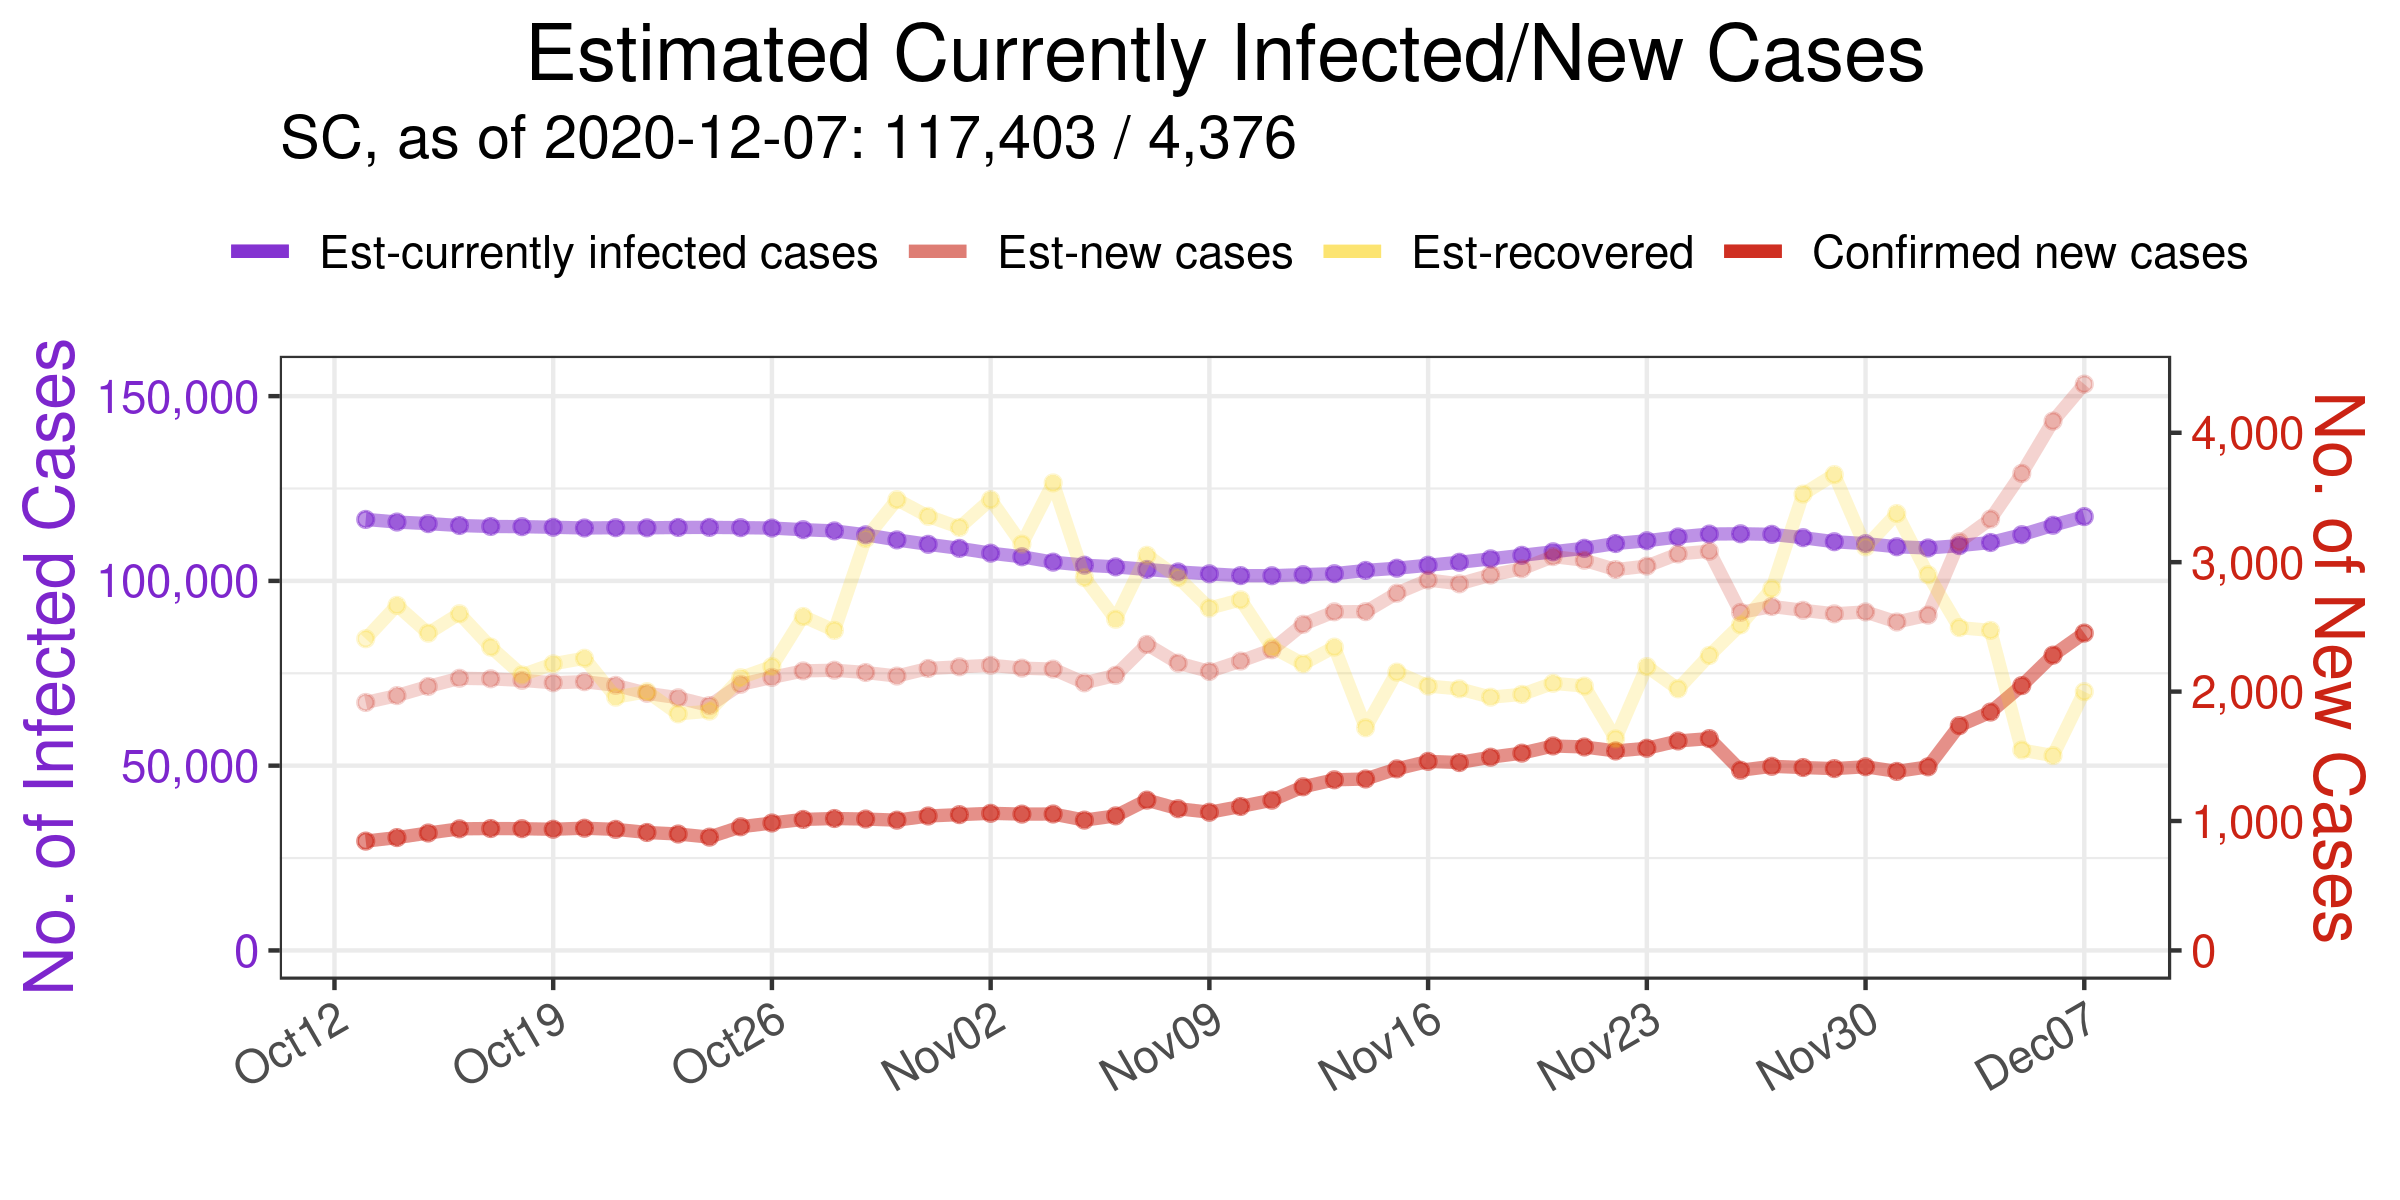 Estimated Currently Infected/New Cases
SC, as of 2020-12-07: 117,403 / 4,376
Est-currently infected cases Est-new cases Est-recovered Confirmed new cases
No. of Infected Cases
150,000
100,000
50,000
0
4,000
3,000
2,000
1,000
0
No. of New Cases
Oct12 Oct19 Oct26 Nov02 Nov09 Nov16 Nov23 Nov30 Dec07